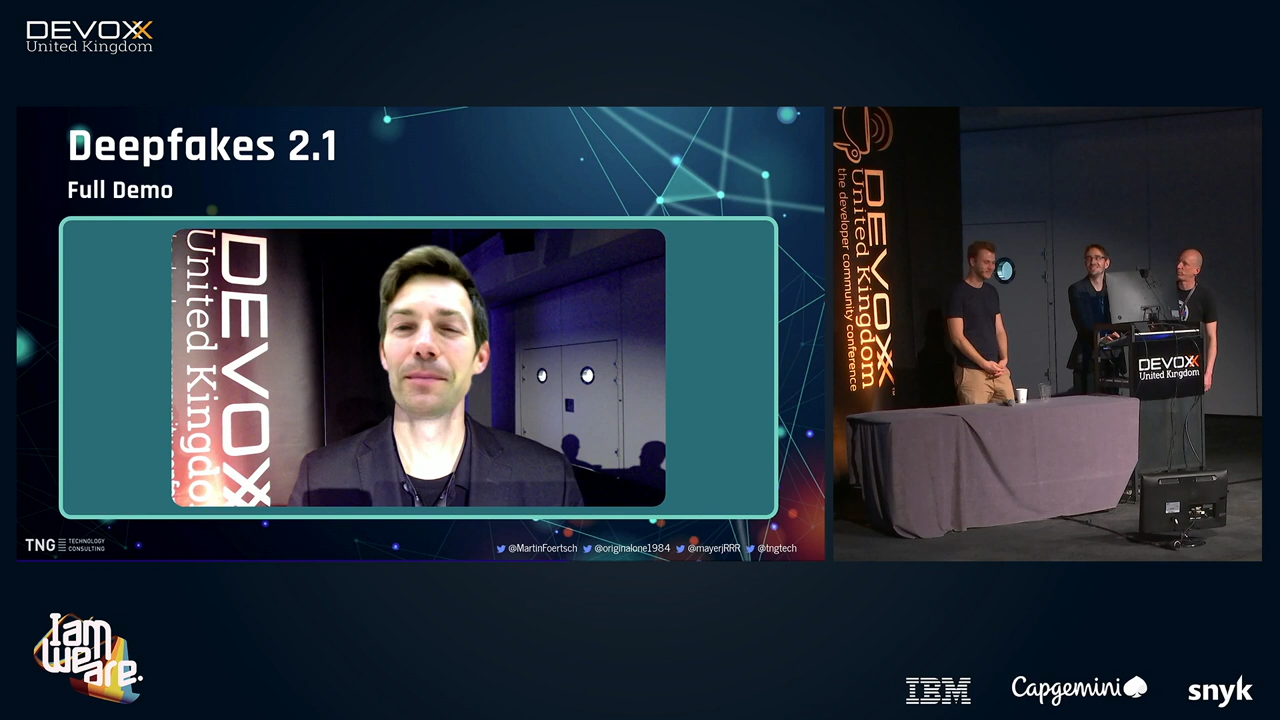 DEVOXX
United Kingdom
Deepfakes 2.1
Full Demo
DEVOXX
United Kingdo
TNG TECHNOLOGY
CONSULTING
@MartinFoertsch @originalone1984 @mayerjRRR @tngtech
DEVOXX
United Kingdom
the developer community conference
DEVOXX
United Kingdom
I am
We
are.
IBM
Capgemini
snyk